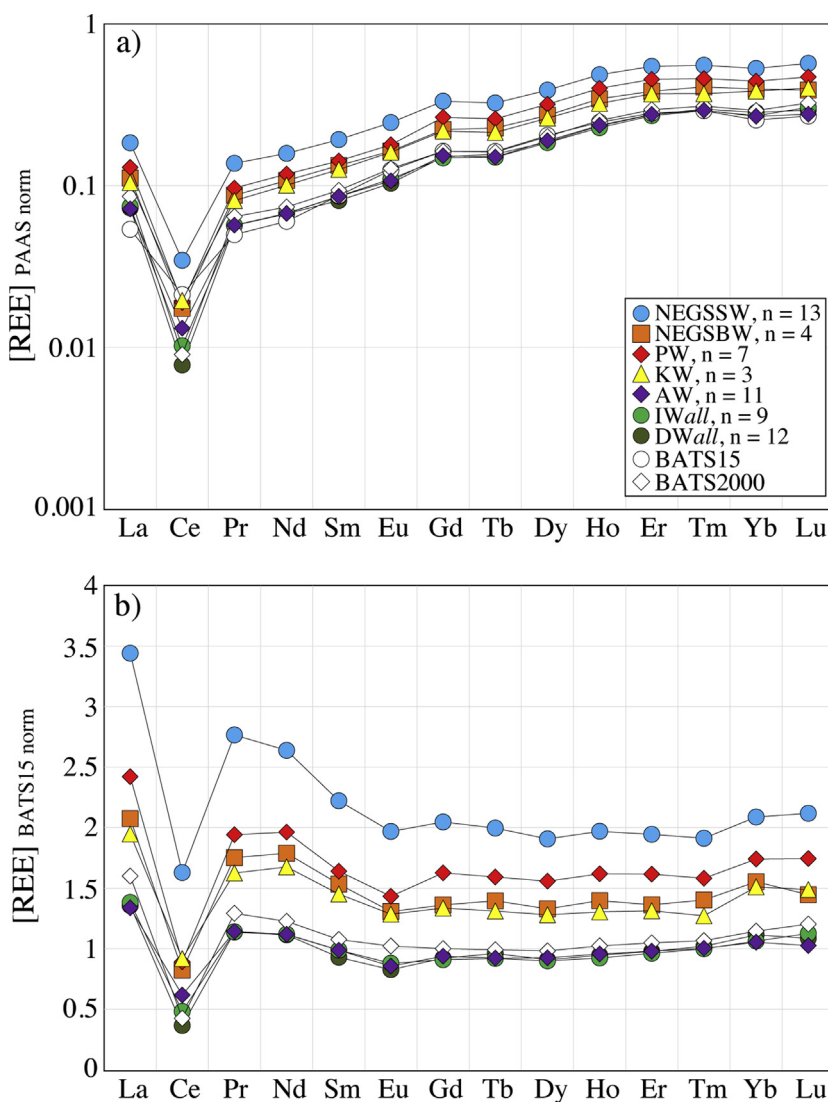 a)
1
0.1
0.01
0.001
[REE] PAAS norm
NEGSSW, n = 13
NEGSBW, n = 4
PW, n = 7
KW, n = 3
AW, n = 11
IWall, n = 9
DWall, n = 12
BATS15
BATS2000
La Ce Pr Nd Sm Eu Gd Tb Dy Ho Er Tm Yb Lu
b)
4
3.5
3
2.5
2
1.5
1
0.5
0
[REE] BATS15 norm
La Ce Pr Nd Sm Eu Gd Tb Dy Ho Er Tm Yb Lu